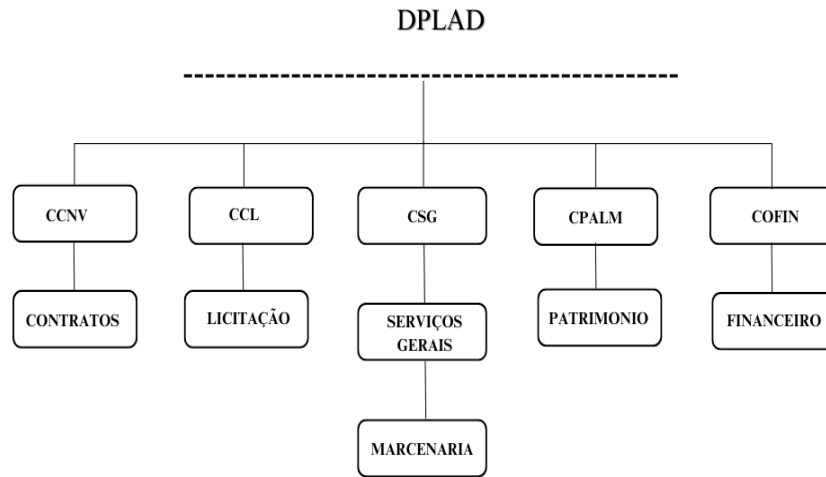 DPLAD
CCNV
CCL
CSG
CPALM
COFIN
CONTRATOS
LICITAÇÃO
SERVIÇOS
GERAIS
PATRIMONIO
FINANCEIRO
MARCENARIA